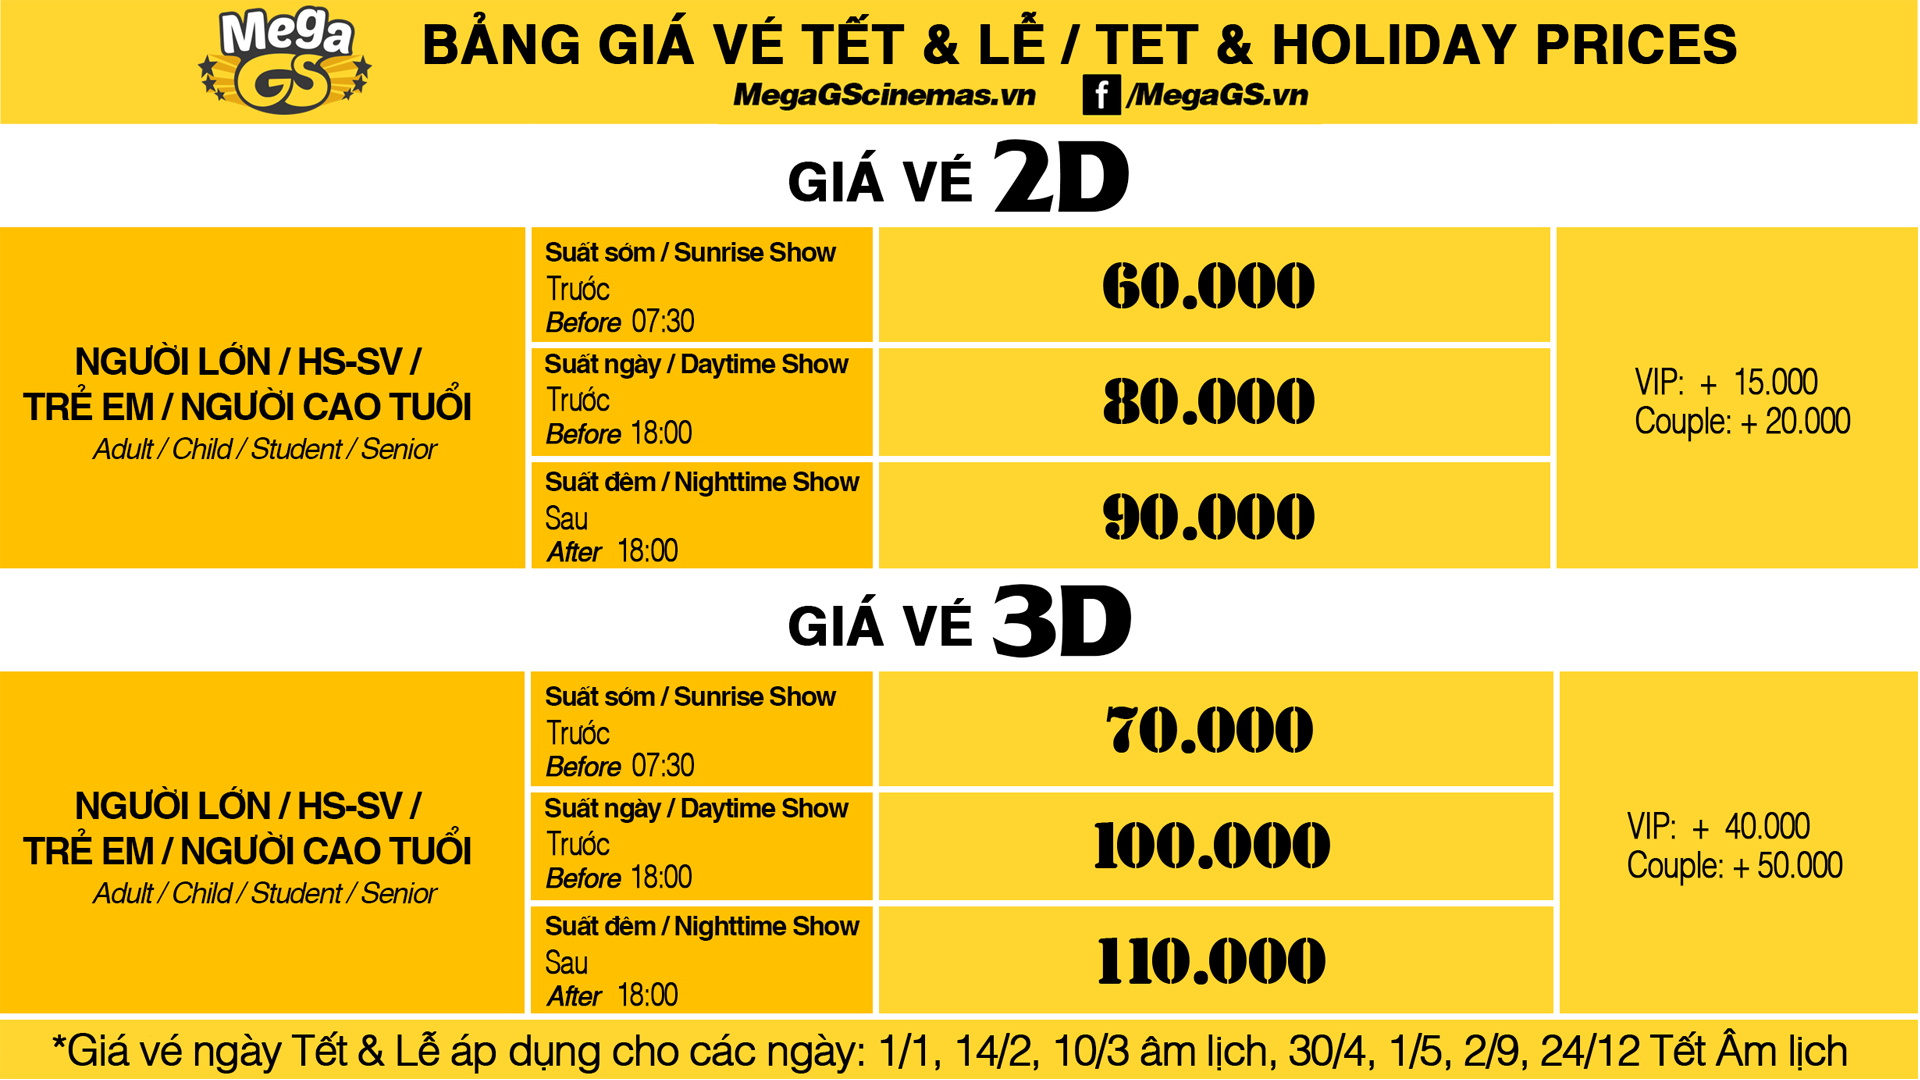 Mega
GS
BẢNG GIÁ VÉ TẾT & LỄ / TET & HOLIDAY PRICES
MegaGScinemas.vn f/MegaGS.vn
GIÁ VÉ 2D
NGƯỜI LỚN / HS-SV /
TRẺ EM / NGƯỜI CAO TUỔI
Adult / Child / Student / Senior
Suất sớm / Sunrise Show
Trước
Before 07:30
60.000
Suất ngày / Daytime Show
Trước
Before 18:00
80.000
Suất đêm / Nighttime Show
Sau
After 18:00
90.000
VIP: + 15.000
Couple: + 20.000
GIÁ VÉ 3D
NGƯỜI LỚN / HS-SV /
TRẺ EM / NGƯỜI CAO TUỔI
Adult / Child / Student / Senior
Suất sớm / Sunrise Show
Trước
Before 07:30
70.000
Suất ngày / Daytime Show
Trước
Before 18:00
100.000
Suất đêm / Nighttime Show
Sau
After 18:00
110.000
VIP: + 40.000
Couple: + 50.000
*Giá vé ngày Tết & Lễ áp dụng cho các ngày: 1/1, 14/2, 10/3 âm lịch, 30/4, 1/5, 2/9, 24/12 Tết Âm lịch